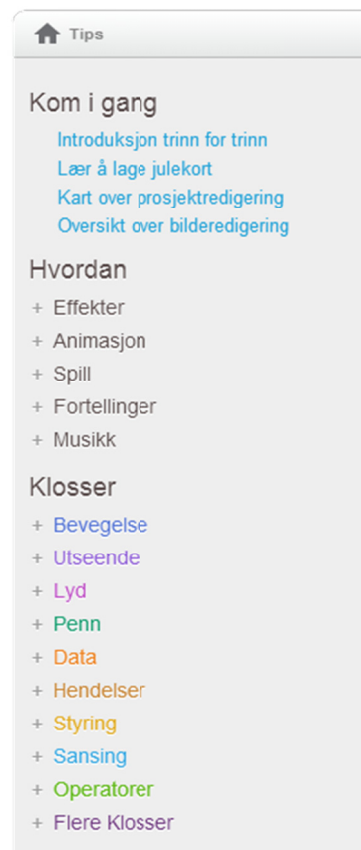 Tips
Kom i gang
Introduksjon trinn for trinn
Lær å lage julekort
Kart over prosjektredigering
Oversikt over bilderedigering
Hvordan
+ Effekter
+ Animasjon
+ Spill
+ Fortellinger
+ Musikk
Klosser
+ Bevegelse
+ Utseende
+ Lyd
+ Penn
+ Data
+ Hendelser
+ Styring
+ Sansing
+ Operatorer
+ Flere Klosser